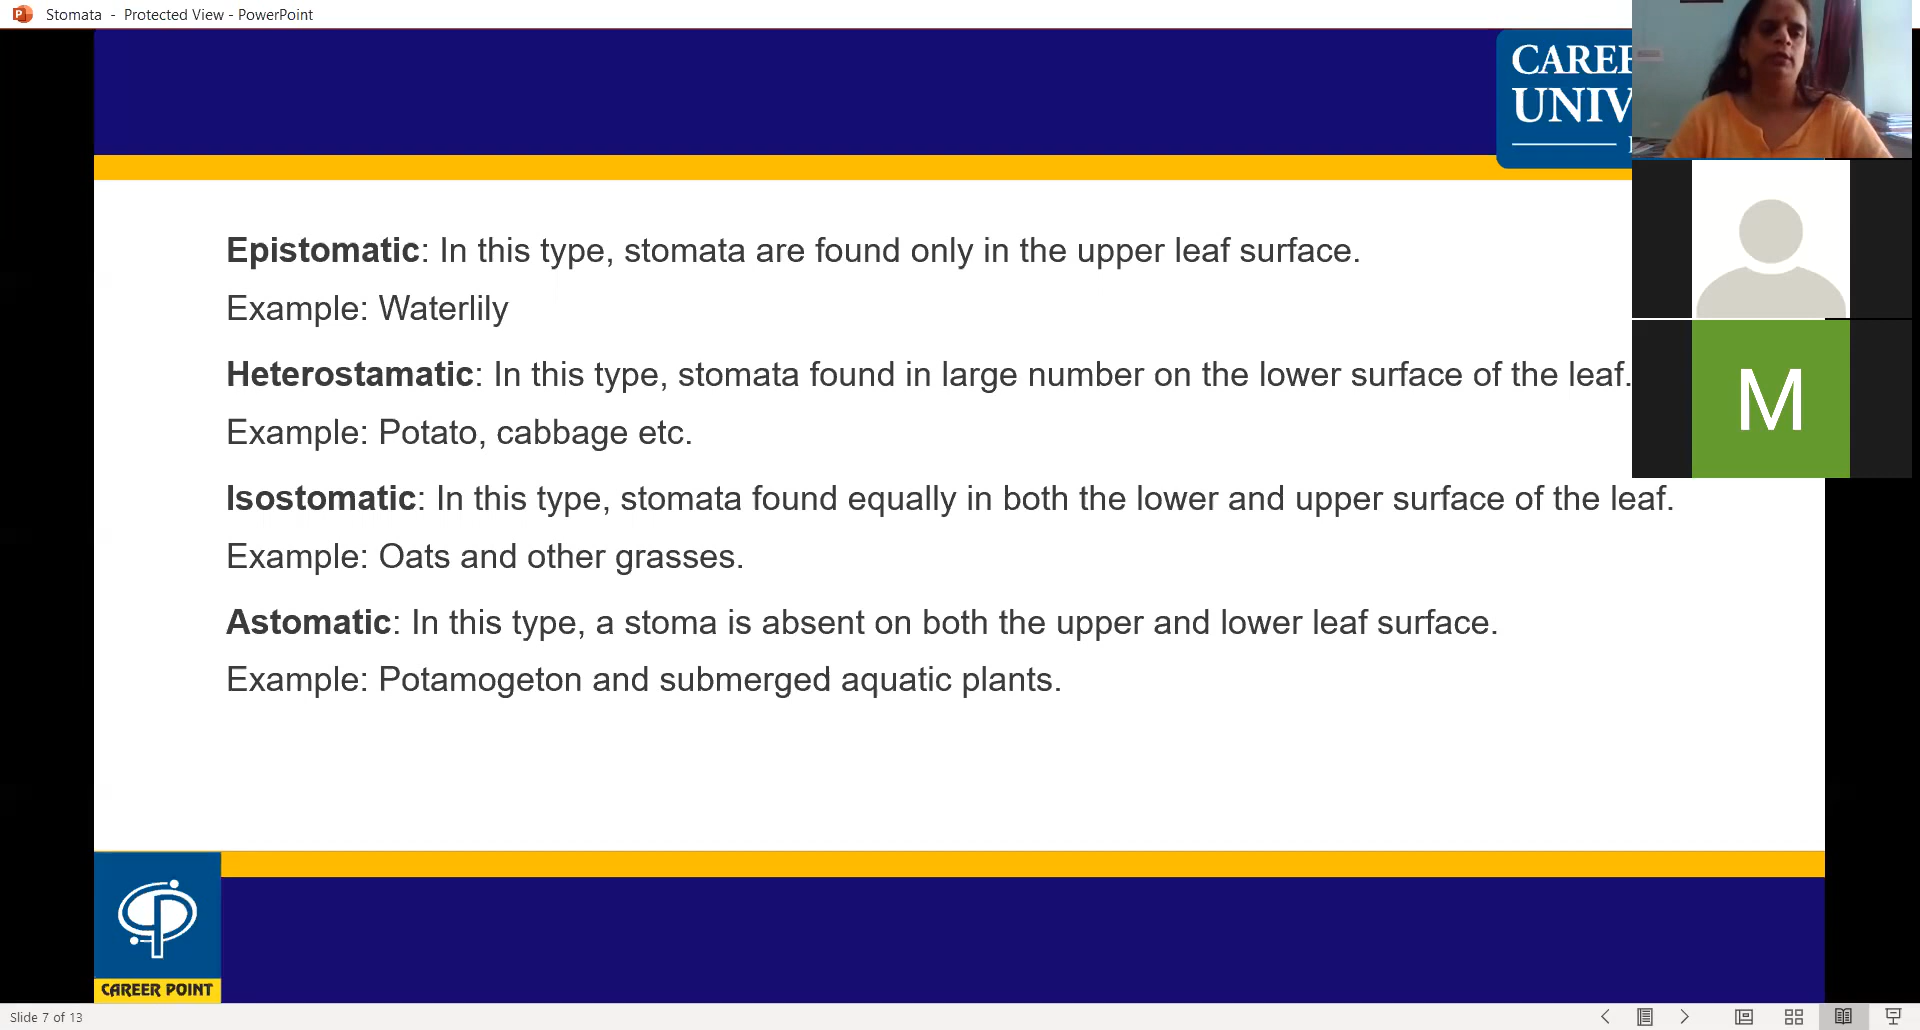 Stomata - Protected View - PowerPoint
Epistomatic: In this type, stomata are found only in the upper leaf surface.
Example: Waterlily
Heterostamatic: In this type, stomata found in large number on the lower surface of the leaf.
Example: Potato, cabbage etc.
Isostomatic: In this type, stomata found equally in both the lower and upper surface of the leaf.
Example: Oats and other grasses.
Astomatic: In this type, a stoma is absent on both the upper and lower leaf surface.
Example: Potamogeton and submerged aquatic plants.
M
CAREER POINT
Slide 7 of 13